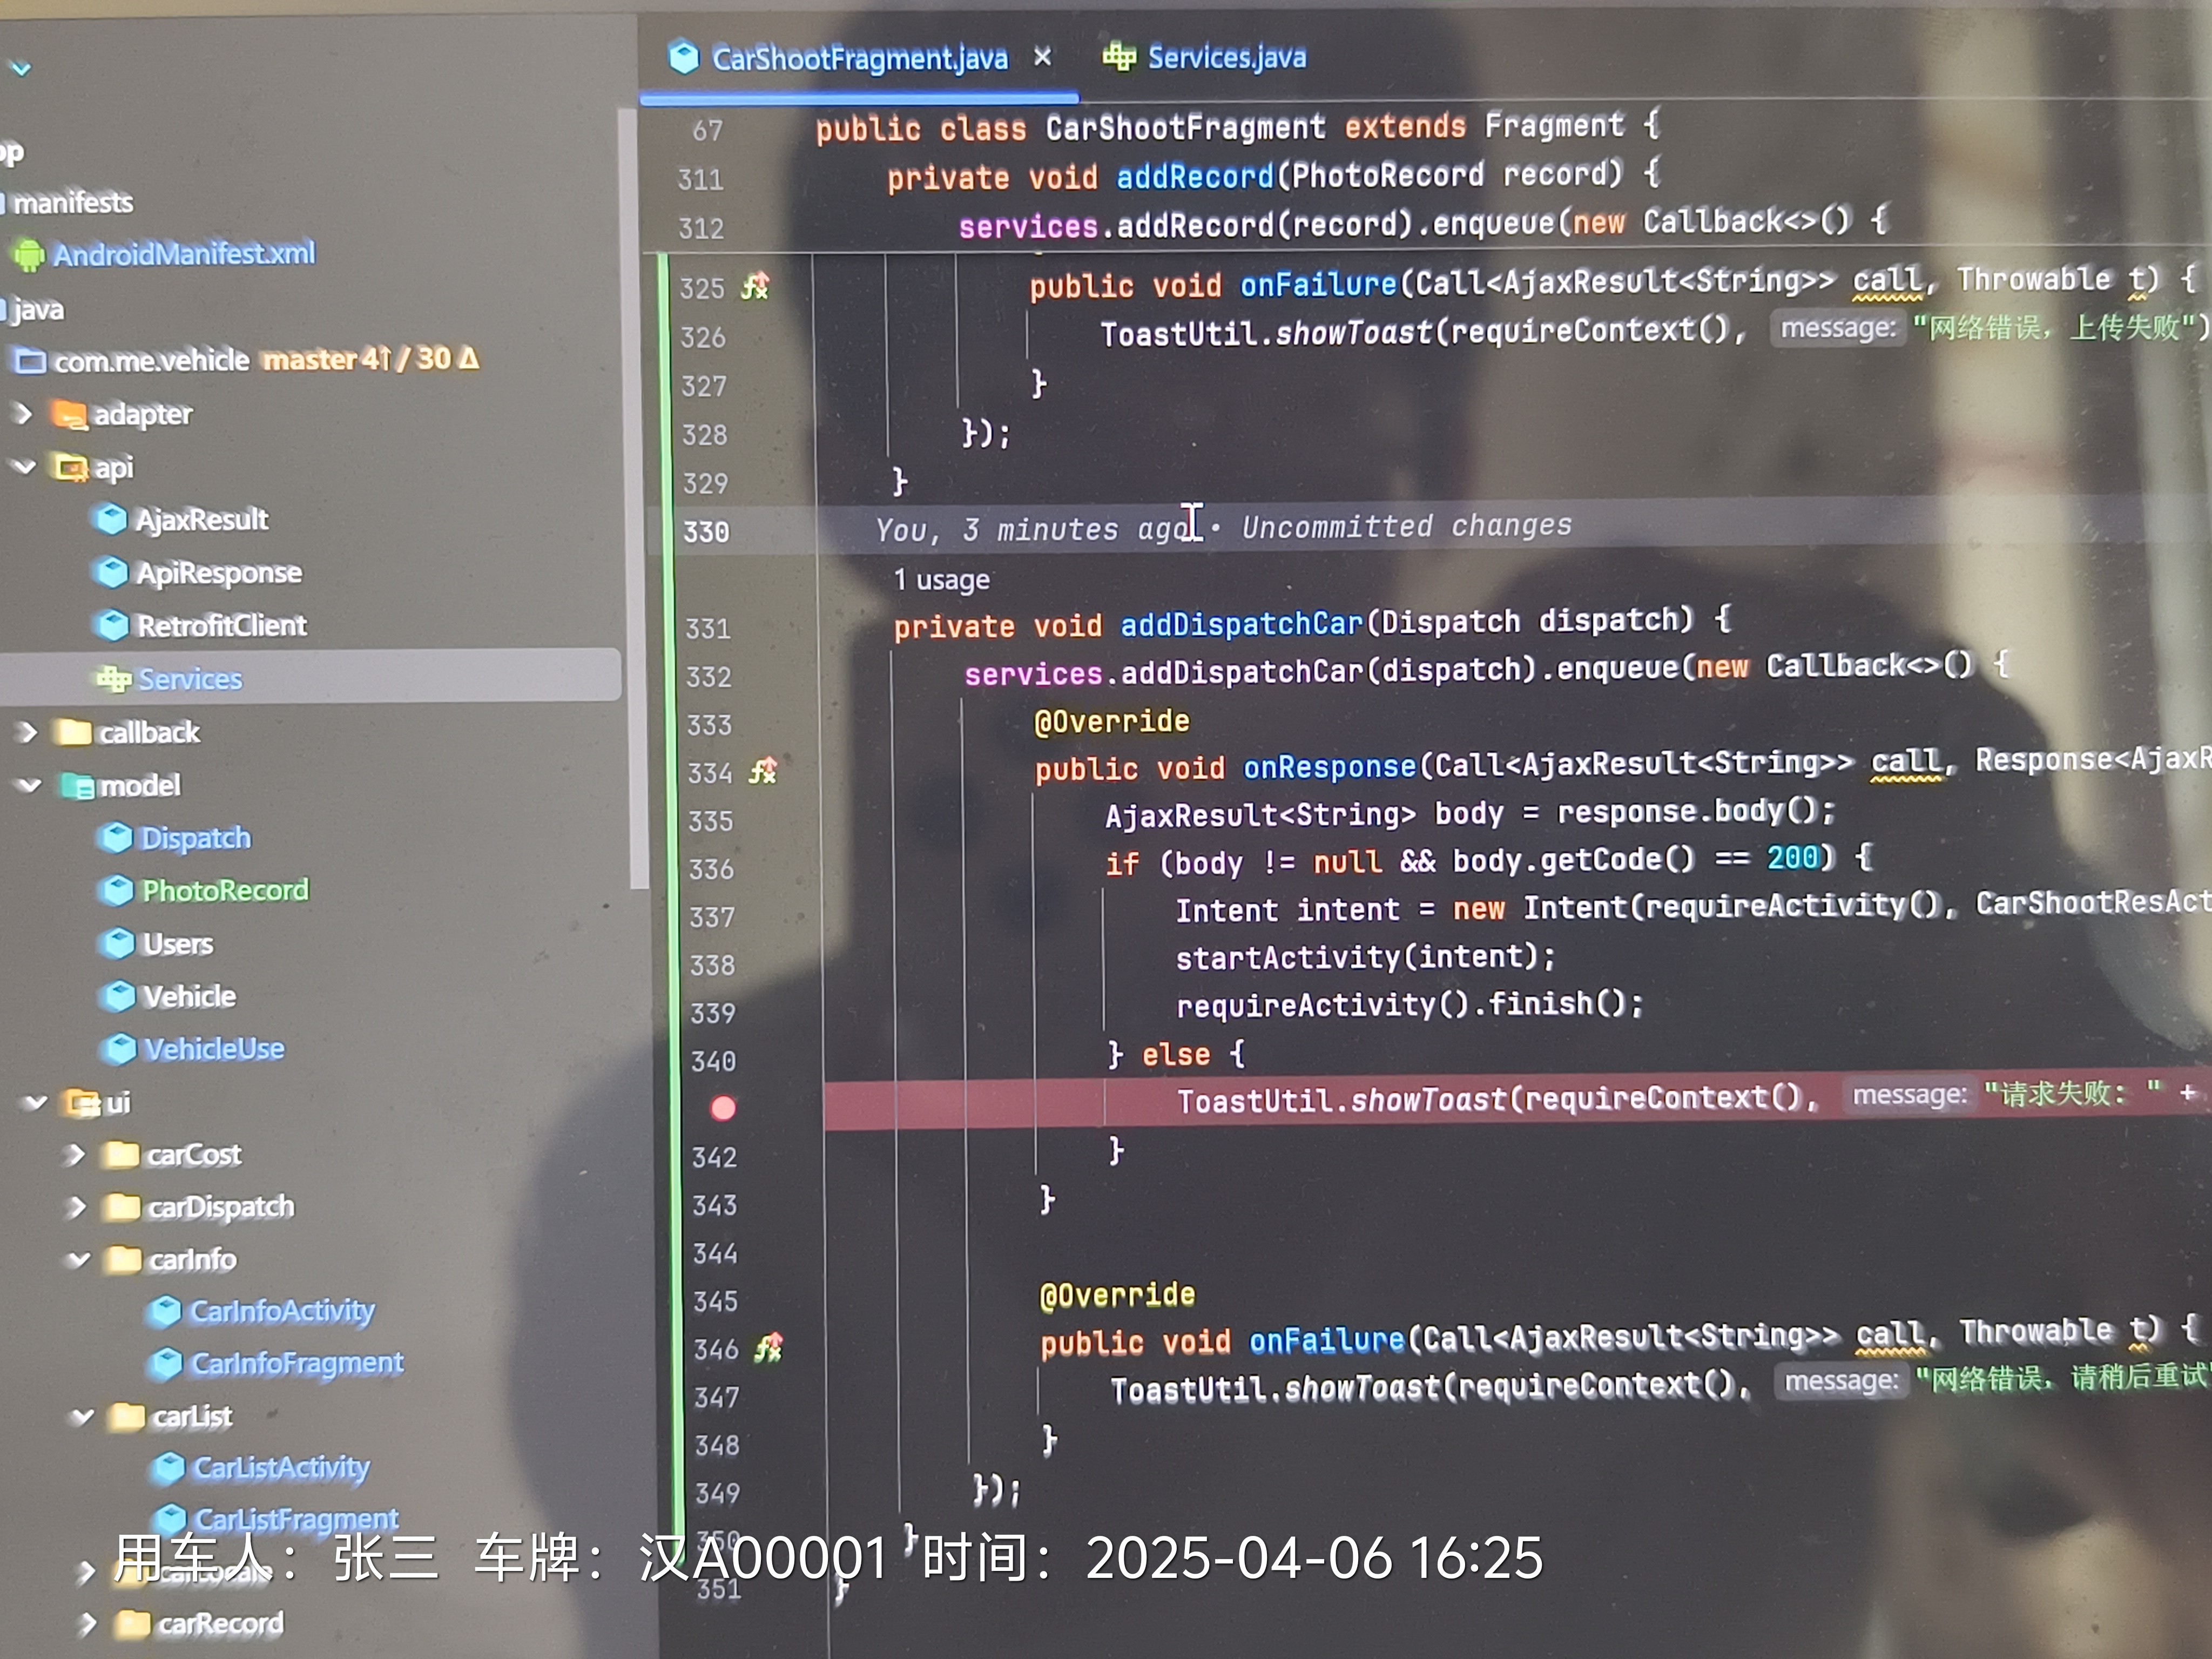 CarShootFragment.java
Services.java
67 public class CarShootFragment extends Fragment {
311 private void addRecord(PhotoRecord record) {
312 services.addRecord(record).enqueue(new Callback<>() {
325 public void onFailure(Call<AjaxResult<String>> call, Throwable t) {
326 ToastUtil.showToast(requireContext(), message: "网络错误，上传失败")
327 }
328 });
329 }
330 You, 3 minutes ago • Uncommitted changes
1 usage
331 private void addDispatchCar(Dispatch dispatch) {
332 services.addDispatchCar(dispatch).enqueue(new Callback<>() {
333 @Override
334 public void onResponse(Call<AjaxResult<String>> call, Response<AjaxR
335 AjaxResult<String> body = response.body();
336 if (body != null && body.getCode() == 200) {
337 Intent intent = new Intent(requireActivity(), CarShootResAct
338 startActivity(intent);
339 requireActivity().finish();
340 } else {
ToastUtil.showToast(requireContext(), message: "请求失败：" +
342 }
343 }
344
345 @Override
346 public void onFailure(Call<AjaxResult<String>> call, Throwable t) {
347 ToastUtil.showToast(requireContext(), message: "网络错误，请稍后重试"
348 }
349 });
350 }
351 }
pp
manifests
AndroidManifest.xml
java
com.me.vehicle master 4↑ / 30 Δ
adapter
api
AjaxResult
ApiResponse
RetrofitClient
Services
callback
model
Dispatch
PhotoRecord
Users
Vehicle
VehicleUse
ui
carCost
carDispatch
carInfo
CarInfoActivity
CarInfoFragment
carList
CarListActivity
CarListFragment
carRecord
用车人：张三 车牌：汉A00001 时间：2025-04-06 16:25